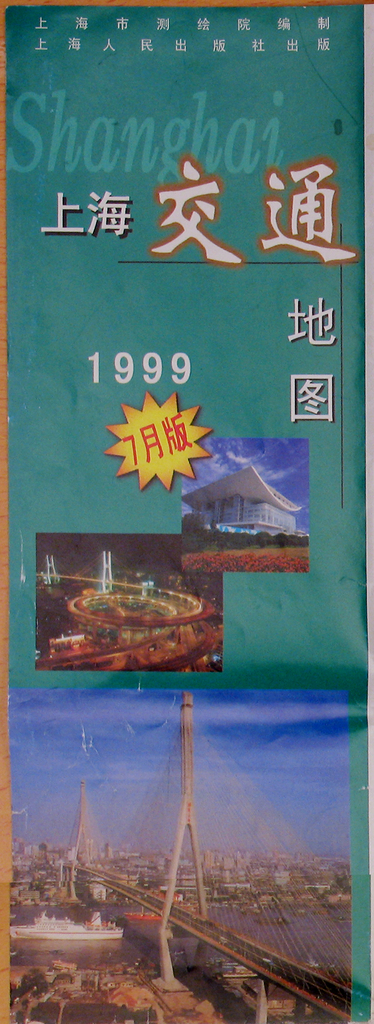 上海市测绘院编制
上海人民出版社出版
Shanghai
上海 交通
地
图
1999
7月版